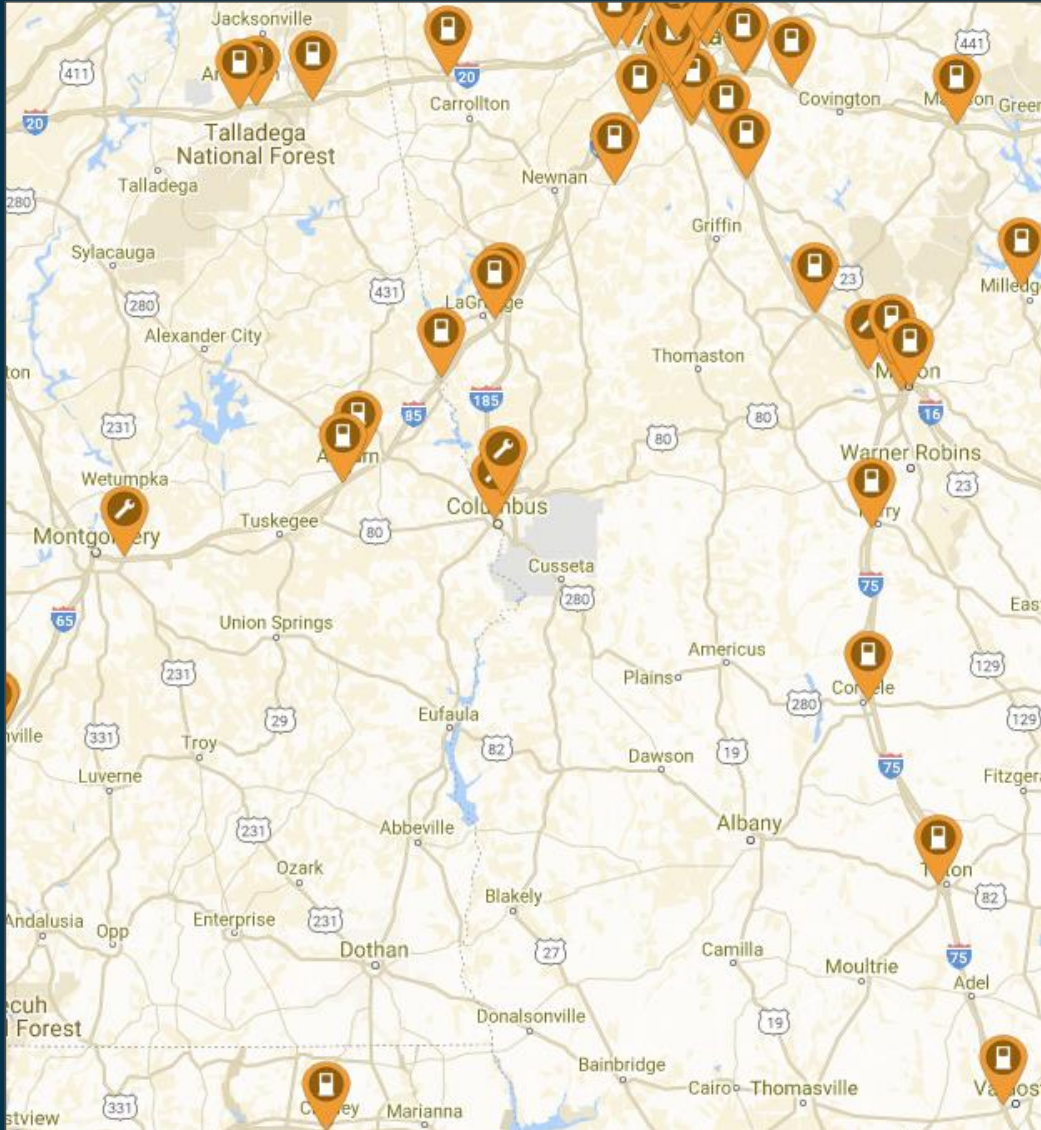 Jacksonville
441
411
20
Carrollton
Covington
20
Talladega
National Forest
Newnan
Talladega
280
Griffin
Sylacauga
23
431
280
LaGrange
Alexander City
Thomaston
185
85
80
16
231
80
Warner Robins
Wetumpka
23
Columbus
Tuskegee
80
Montgomery
Cusseta
75
280
65
Union Springs
Americus
129
231
Plains
280
29
Eufaula
129
331
82
19
Troy
Dawson
75
Luverne
231
Albany
Abbeville
Ozark
82
Blakely
Andalusia
Opp
Enterprise
231
Dothan
27
Camilla
75
Moultrie
Adel
Forest
Donalsonville
19
Bainbridge
Cairo
Thomasville
331
Marianna